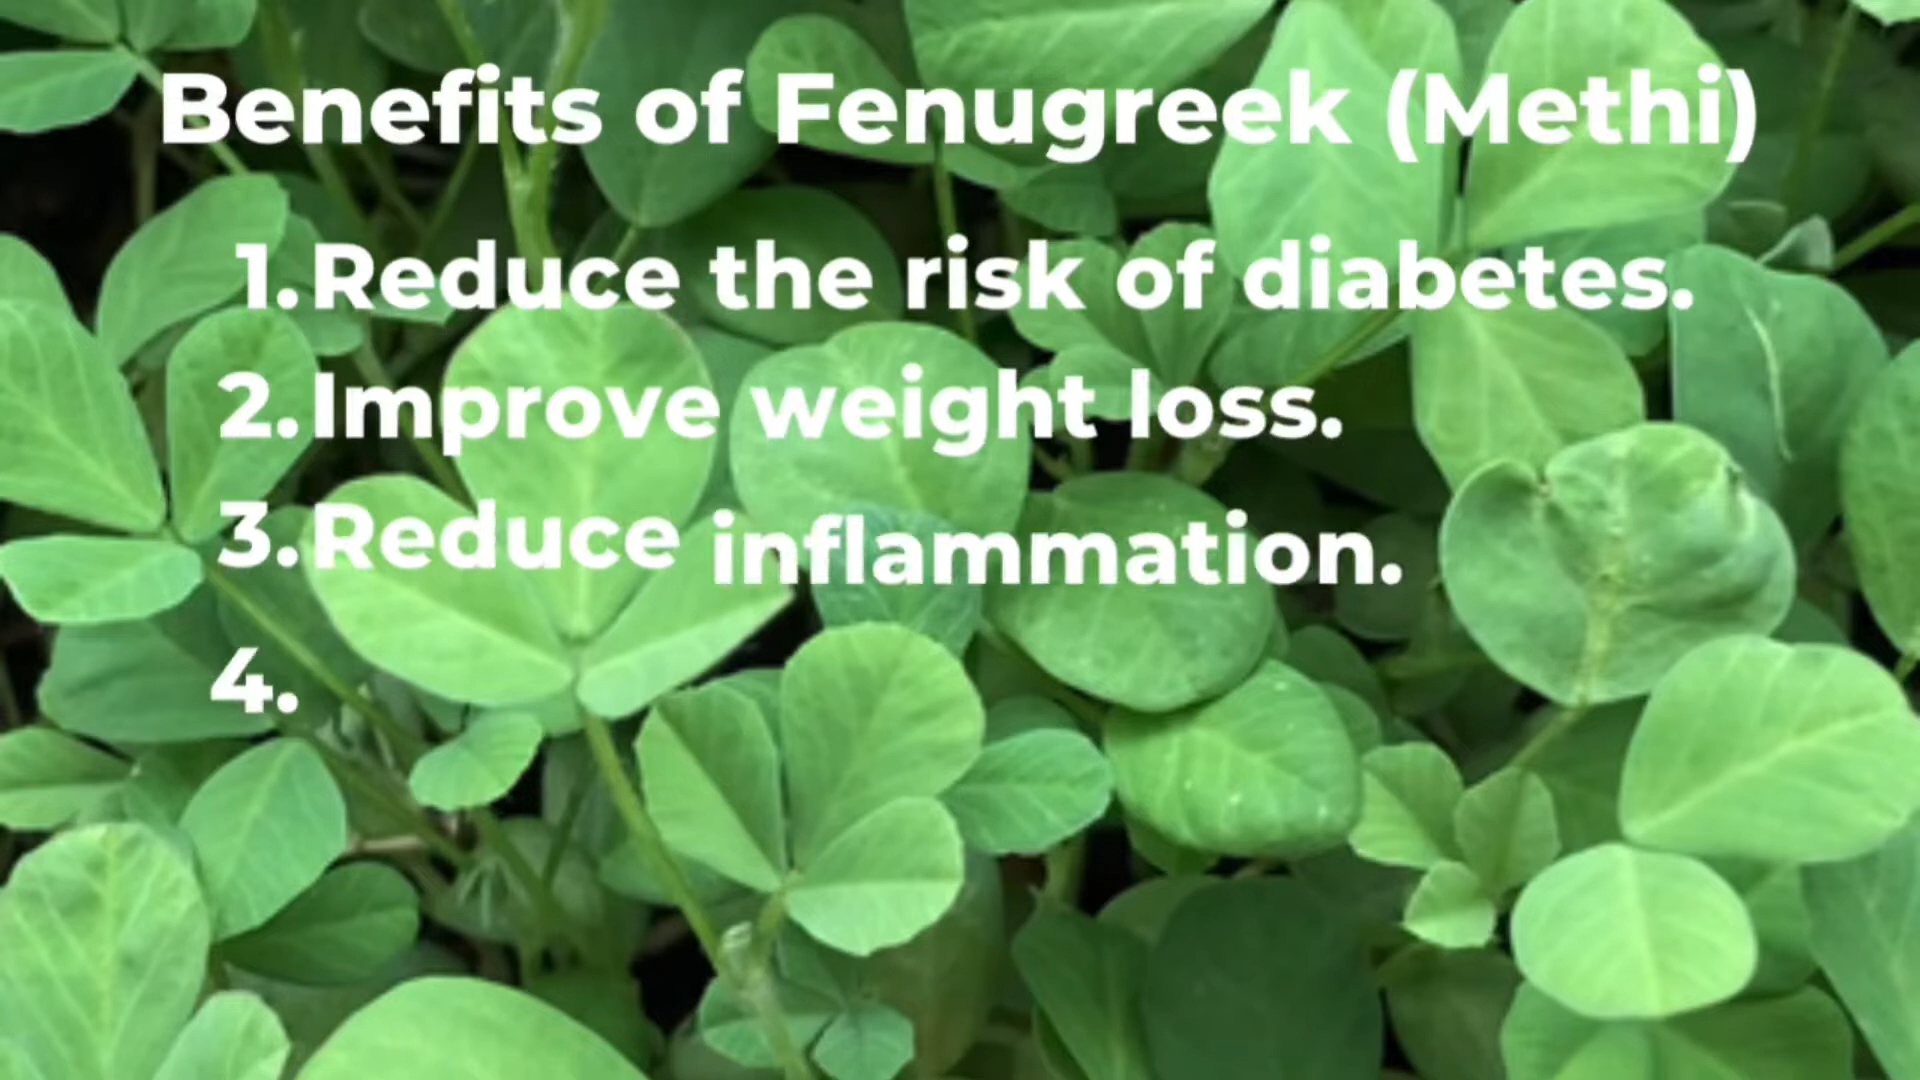 Benefits of Fenugreek (Methi)
1. Reduce the risk of diabetes.
2. Improve weight loss.
3. Reduce inflammation.
4.